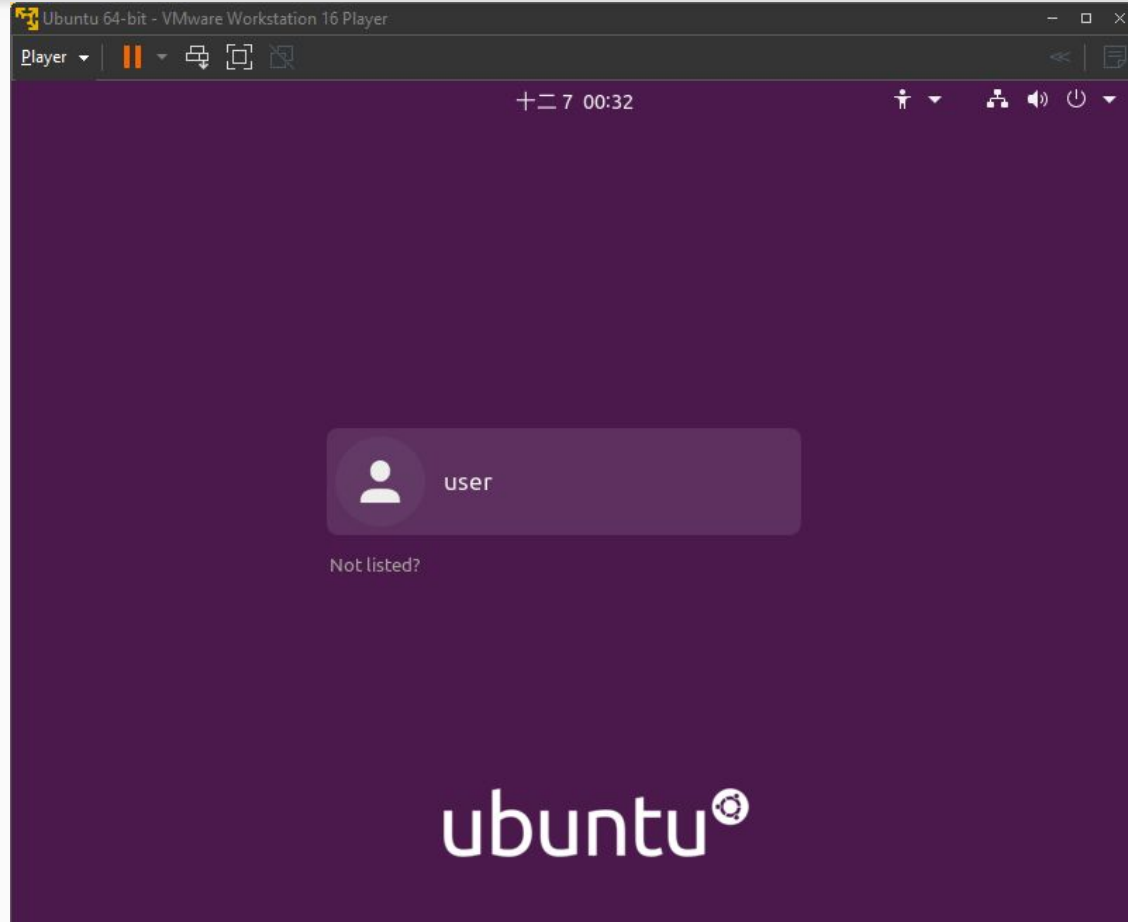 Ubuntu 64-bit - VMware Workstation 16 Player
Player
十二 7 00:32
user
Not listed?
ubuntu